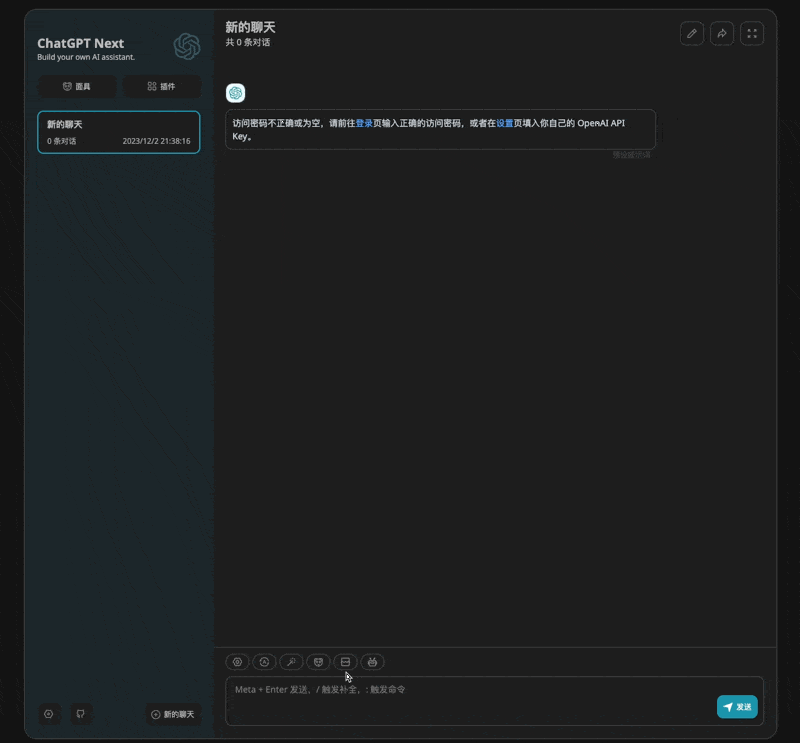 ChatGPT Next
Build your own AI assistant.
面具
插件
新的聊天
0 条对话
2023/12/2 21:38:16
新的聊天
新的聊天
共 0 条对话
访问密码不正确或为空，请前往登录页输入正确的访问密码，或者在设置页填入你自己的 OpenAI API
Key。
Meta + Enter 发送，/ 触发补全，: 触发命令
发送